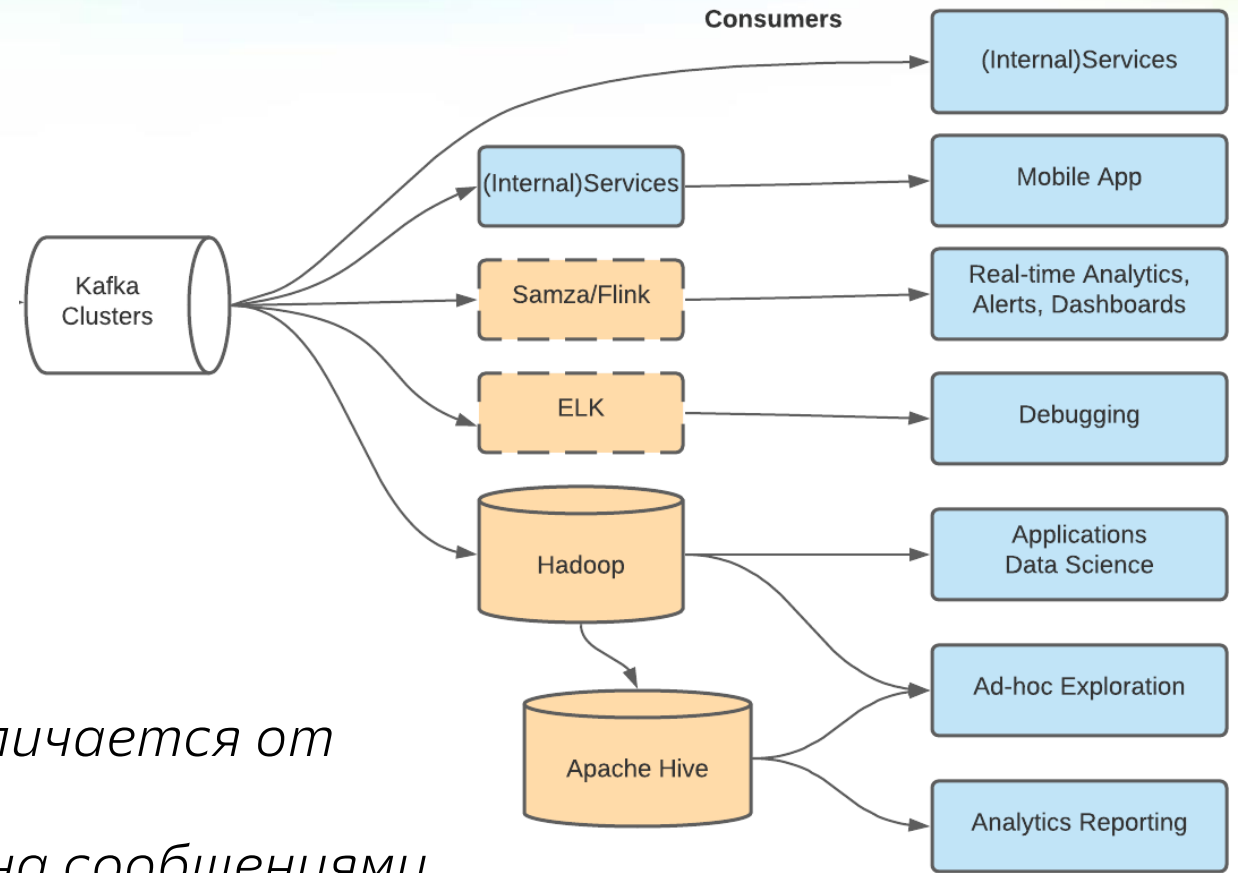 Consumers
(Internal)Services
(Internal)Services
Mobile App
Kafka
Clusters
Samza/Flink
Real-time Analytics,
Alerts, Dashboards
ELK
Debugging
Hadoop
Applications
Data Science
Ad-hoc Exploration
Apache Hive
Analytics Reporting
от
сообщениями